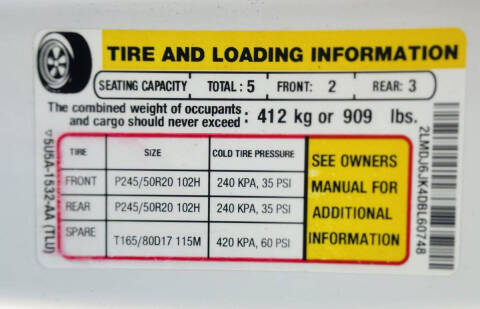 TIRE AND LOADING INFORMATION
SEATING CAPACITY TOTAL : 5 FRONT: 2 REAR: 3
The combined weight of occupants
and cargo should never exceed : 412 kg or 909 lbs.
TIRE SIZE COLD TIRE PRESSURE
FRONT P245/50R20 102H 240 KPA, 35 PSI
REAR P245/50R20 102H 240 KPA, 35 PSI
SPARE T165/80D17 115M 420 KPA, 60 PSI
SEE OWNERS
MANUAL FOR
ADDITIONAL
INFORMATION
5U5A-1532-AA (TLU)
2LMDJ6JK4DBL60748